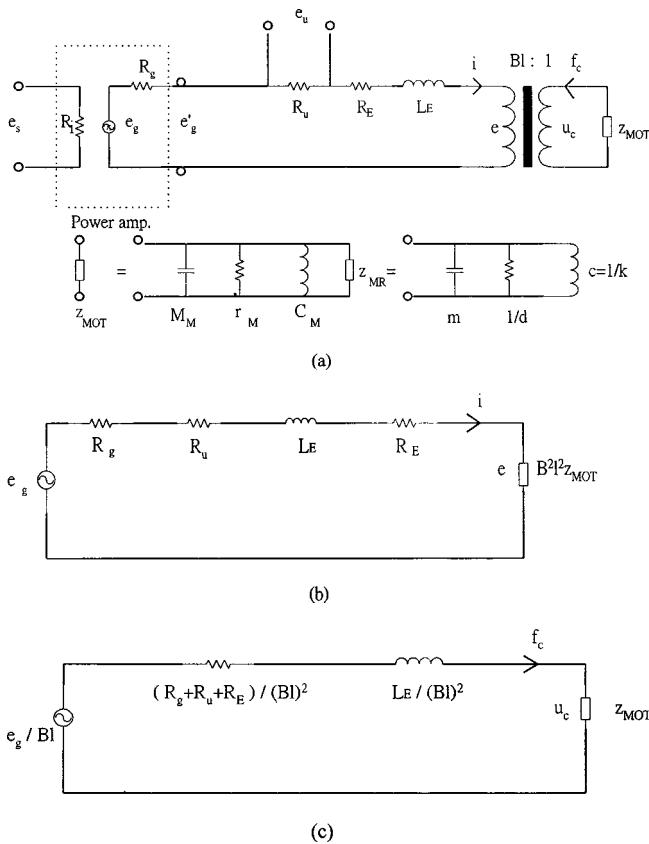 e_u
R_g
i
Bl : 1
f_c
e_s
R_i
e_g
e'_g
R_u
R_E
L_E
e
u_c
z_MOT
Power amp.
=
z_MR
=
c=1/k
z_MOT
M_M
r_M
C_M
m
1/d
(a)
i
R_g
R_u
L_E
R_E
e_g
e
B²l²z_MOT
(b)
f_c
(R_g+R_u+R_E) / (Bl)²
L_E / (Bl)²
e_g / Bl
u_c
z_MOT
(c)